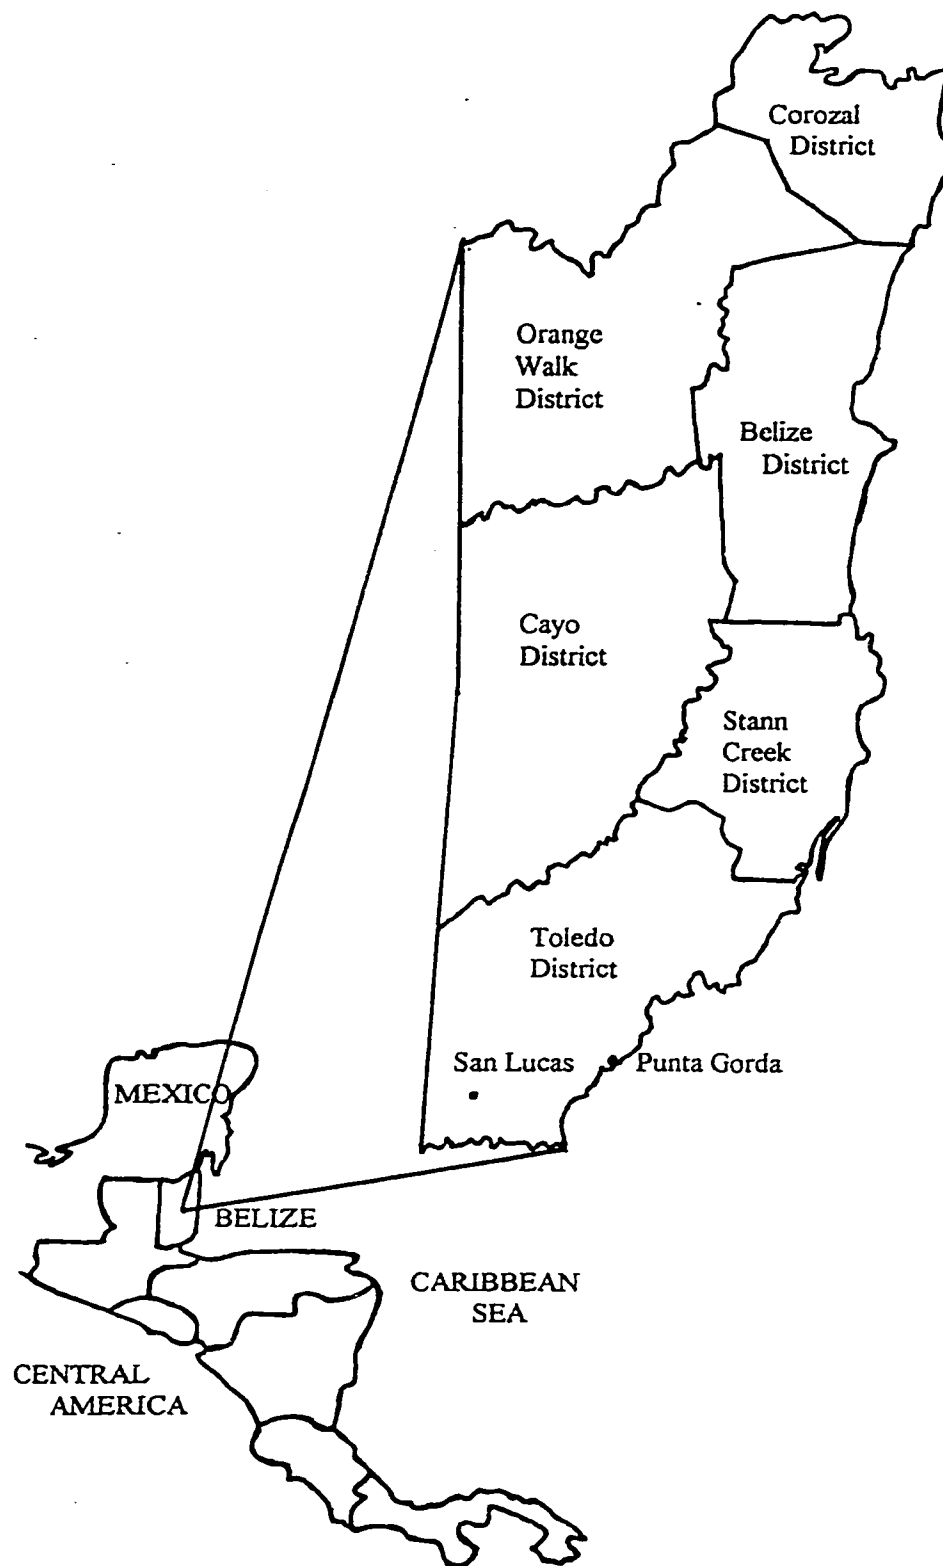 Corozal
District
Orange
Walk
District
Belize
District
Cayo
District
Stann
Creek
District
Toledo
District
San Lucas
Punta Gorda
MEXICO
BELIZE
CARIBBEAN
SEA
CENTRAL
AMERICA